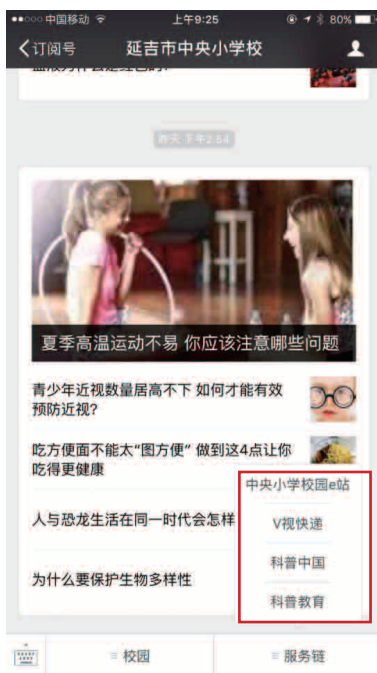 中国移动
上午9:25
80%
订阅号
延吉市中央小学校
昨天 下午2:54
夏季高温运动不易 你应该注意哪些问题
青少年近视数量居高不下 如何才能有效
预防近视?
吃方便面不能太“图方便” 做到这4点让你
吃得更健康
中央小学校园e站
人与恐龙生活在同一时代会怎样
V视快递
科普中国
为什么要保护生物多样性
科普教育
校园
服务链